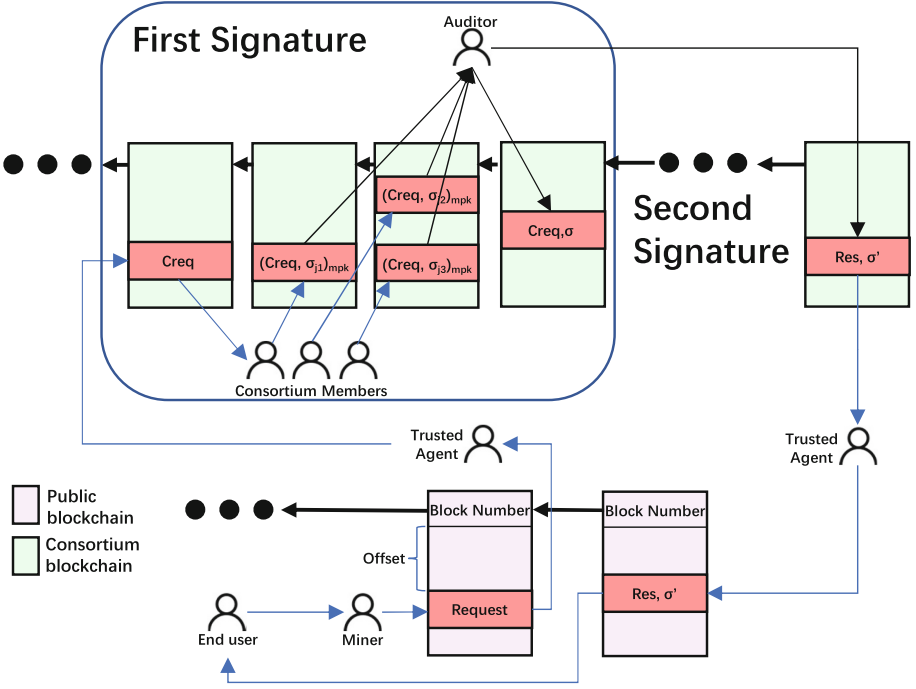 First Signature
Auditor
Creq
(Creq, σj1)mpk
(Creq, σj2)mpk
(Creq, σj3)mpk
Creq,σ
Second
Signature
Res, σ’
Consortium Members
Trusted
Agent
Trusted
Agent
Public
blockchain
Consortium
blockchain
Block Number
Block Number
Offset
Request
Res, σ’
End user
Miner